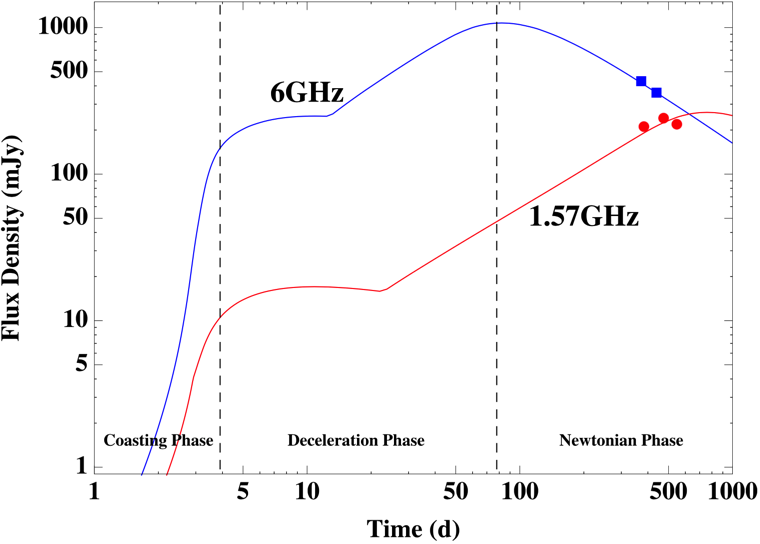 1000
500
6GHz
100
50
1.57GHz
10
5
Coasting Phase Deceleration Phase Newtonian Phase
1
1 5 10 50 100 500 1000
Flux Density (mJy)
Time (d)